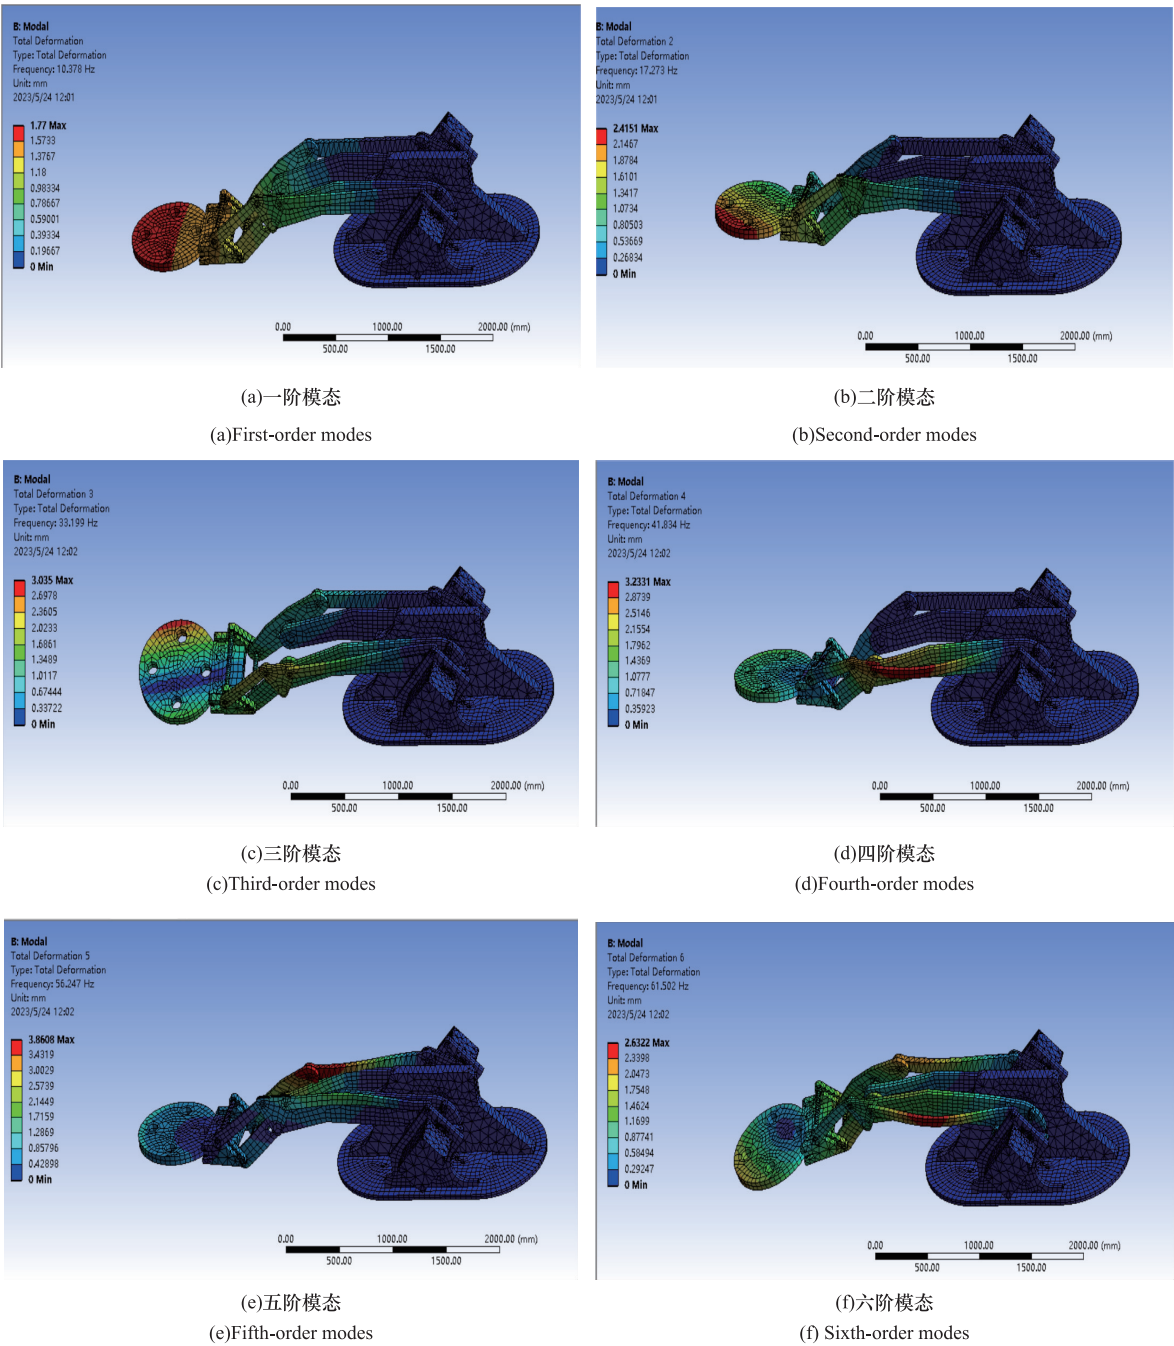 B: Modal
Total Deformation
Type: Total Deformation
Frequency: 10.378 Hz
Unit: mm
2023/5/24 12:01
1.77 Max
1.5733
1.3767
1.18
0.98334
0.78667
0.59001
0.39334
0.19667
0 Min
0.00 1000.00 2000.00 (mm)
500.00 1500.00
(a)一阶模态
(a)First-order modes
B: Modal
Total Deformation 2
Type: Total Deformation
Frequency: 17.273 Hz
Unit: mm
2023/5/24 12:01
2.4151 Max
2.1467
1.8784
1.6101
1.3417
1.0734
0.80503
0.53669
0.26834
0 Min
0.00 1000.00 2000.00 (mm)
500.00 1500.00
(b)二阶模态
(b)Second-order modes
B: Modal
Total Deformation 3
Type: Total Deformation
Frequency: 33.199 Hz
Unit: mm
2023/5/24 12:02
3.035 Max
2.6978
2.3605
2.0233
1.6861
1.3489
1.0117
0.67444
0.33722
0 Min
0.00 1000.00 2000.00 (mm)
500.00 1500.00
(c)三阶模态
(c)Third-order modes
B: Modal
Total Deformation 4
Type: Total Deformation
Frequency: 41.834 Hz
Unit: mm
2023/5/24 12:02
3.2331 Max
2.8739
2.5146
2.1554
1.7962
1.4369
1.0777
0.71847
0.35923
0 Min
0.00 1000.00 2000.00 (mm)
500.00 1500.00
(d)四阶模态
(d)Fourth-order modes
B: Modal
Total Deformation 5
Type: Total Deformation
Frequency: 56.247 Hz
Unit: mm
2023/5/24 12:02
3.8608 Max
3.4319
3.0029
2.5739
2.1449
1.7159
1.2869
0.85796
0.42898
0 Min
0.00 1000.00 2000.00 (mm)
500.00 1500.00
(e)五阶模态
(e)Fifth-order modes
B: Modal
Total Deformation 6
Type: Total Deformation
Frequency: 61.502 Hz
Unit: mm
2023/5/24 12:02
2.6322 Max
2.3398
2.0473
1.7548
1.4624
1.1699
0.87741
0.58494
0.29247
0 Min
0.00 1000.00 2000.00 (mm)
500.00 1500.00
(f)六阶模态
(f) Sixth-order modes